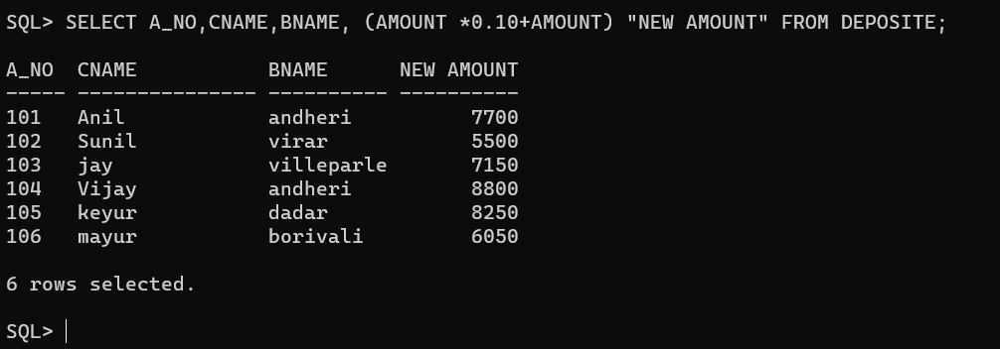 SQL> SELECT A_NO,CNAME,BNAME, (AMOUNT *0.10+AMOUNT) "NEW AMOUNT" FROM DEPOSITE;
A_NO  CNAME           BNAME      NEW AMOUNT
----- --------------- ---------- ----------
101   Anil            andheri          7700
102   Sunil           virar            5500
103   jay             villeparle       7150
104   Vijay           andheri          8800
105   keyur           dadar            8250
106   mayur           borivali         6050
6 rows selected.
SQL>